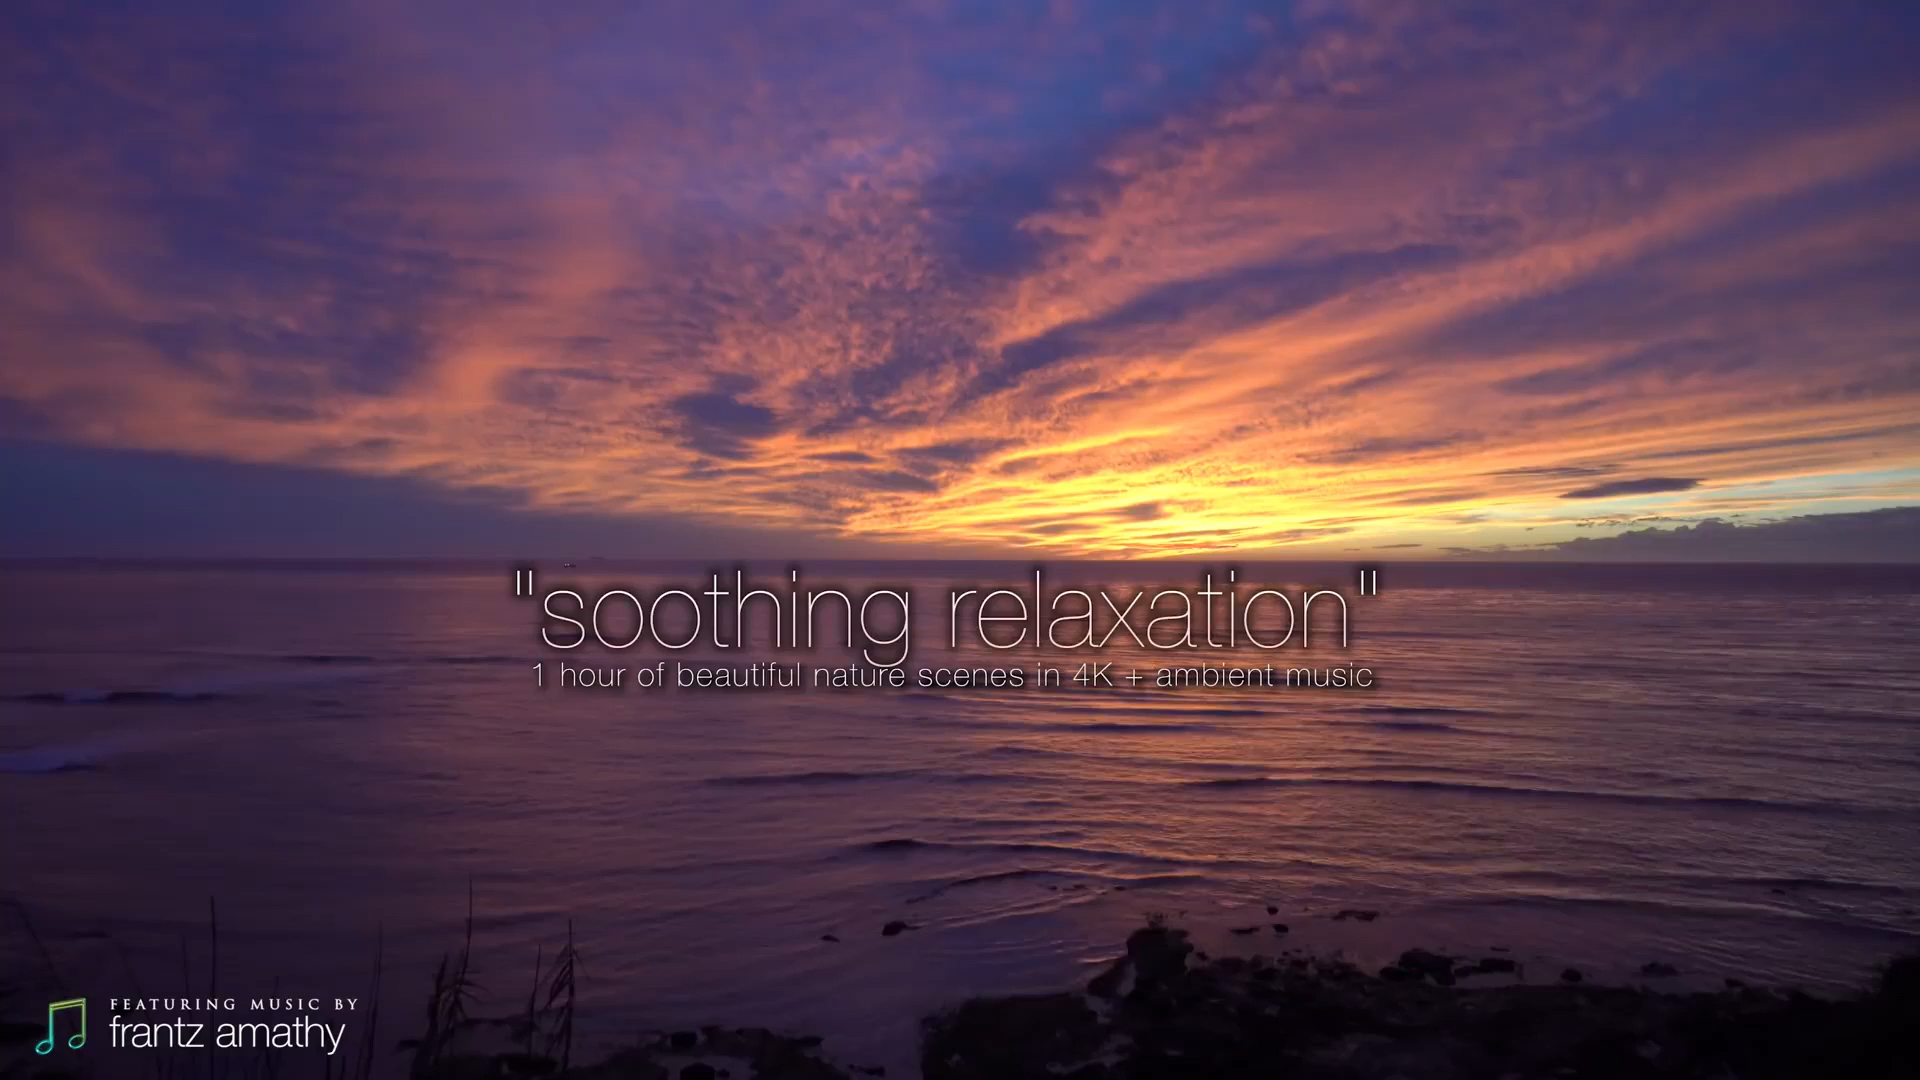 "soothing relaxation"
1 hour of beautiful nature scenes in 4K + ambient music
FEATURING MUSIC BY
frantz amathy